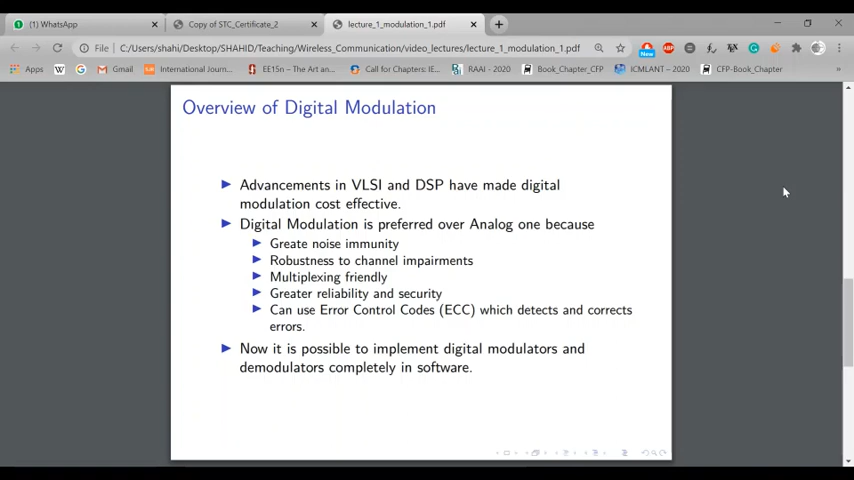 (1) WhatsApp
Copy of STC_Certificate_2
lecture_1_modulation_1.pdf
File
C:/Users/shahi/Desktop/SHAHID/Teaching/Wireless_Communication/video_lectures/lecture_1_modulation_1.pdf
New
ABP
Apps
Gmail
International Journ...
EE15n – The Art an...
Call for Chapters: IE...
RAAI - 2020
Book_Chapter_CFP
ICMLANT – 2020
CFP-Book_Chapter
Overview of Digital Modulation
Advancements in VLSI and DSP have made digital
modulation cost effective.
Digital Modulation is preferred over Analog one because
Greate noise immunity
Robustness to channel impairments
Multiplexing friendly
Greater reliability and security
Can use Error Control Codes (ECC) which detects and corrects
errors.
Now it is possible to implement digital modulators and
demodulators completely in software.